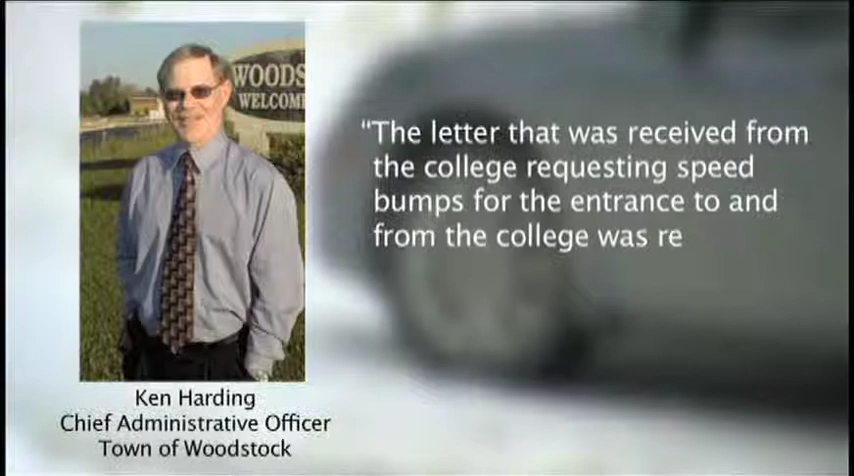 WOODS
WELCOM
“The letter that was received from
the college requesting speed
bumps for the entrance to and
from the college was re
Ken Harding
Chief Administrative Officer
Town of Woodstock